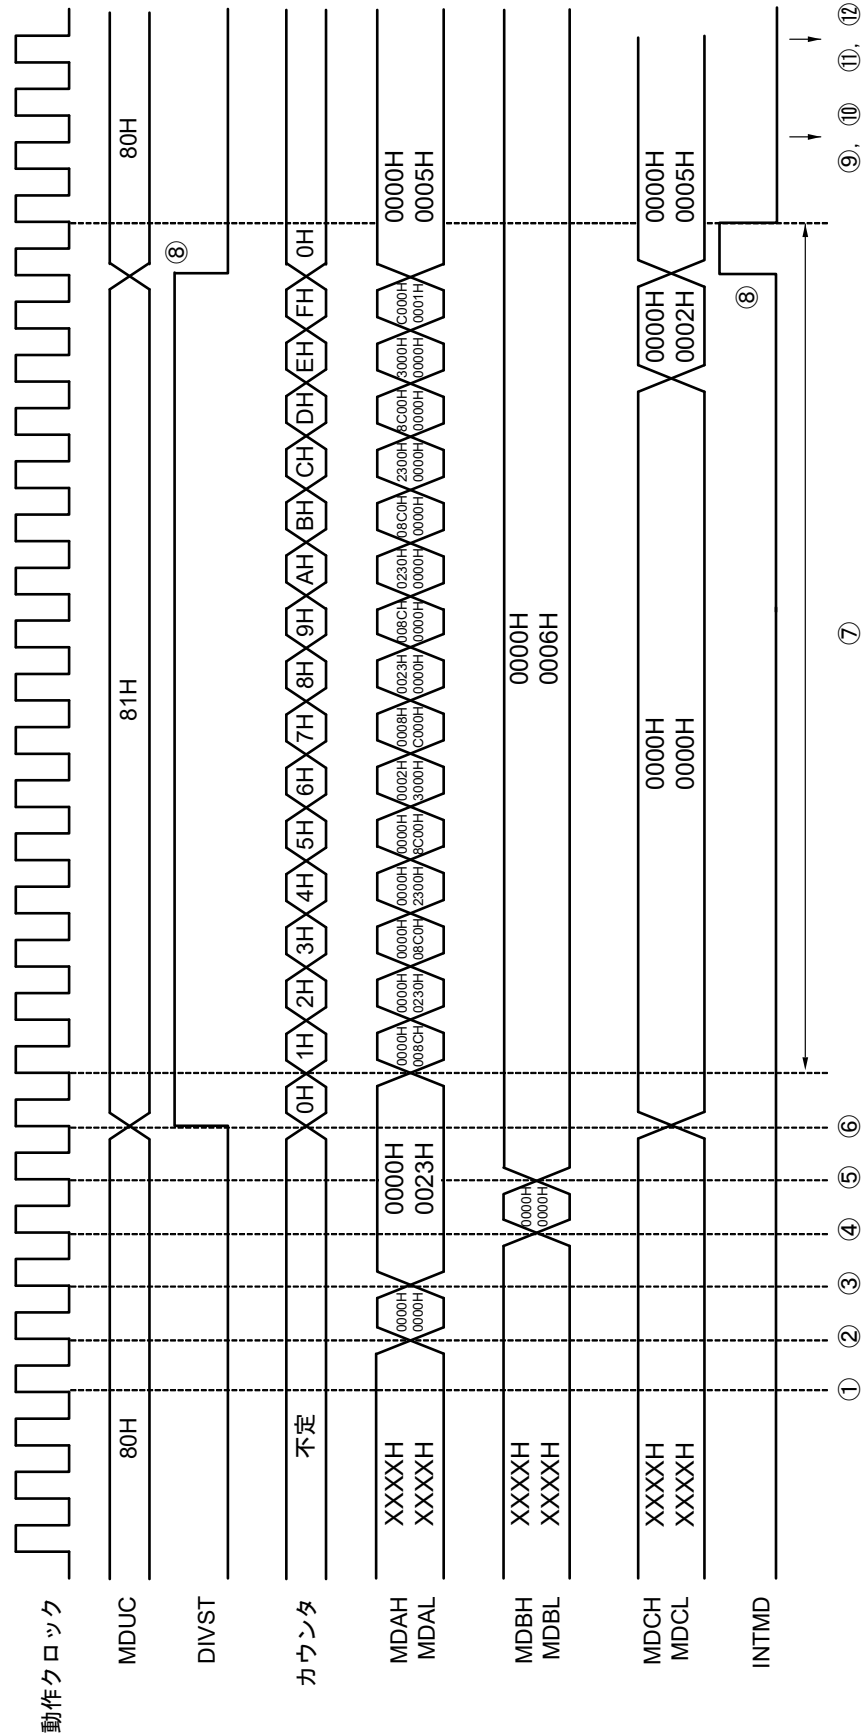 動作クロック
MDUC
80H
81H
80H
DIVST
⑧
カウンタ
不定
0H
1H
2H
3H
4H
5H
6H
7H
8H
9H
AH
BH
CH
DH
EH
FH
0H
MDAH
MDAL
XXXXH
XXXXH
0000H
0000H
0000H
0023H
0000H
008CH
0000H
0230H
0000H
08C0H
0000H
2300H
0000H
8C00H
0002H
3000H
0008H
C000H
0023H
0000H
008CH
0000H
0230H
0000H
08C0H
0000H
2300H
0000H
8C00H
0000H
3000H
0000H
C000H
0001H
0000H
0005H
MDBH
MDBL
XXXXH
XXXXH
0000H
0000H
0000H
0006H
MDCH
MDCL
XXXXH
XXXXH
0000H
0000H
0000H
0002H
0000H
0005H
INTMD
⑧
①
②
③
④
⑤
⑥
⑦
⑨, ⑩
⑪, ⑫